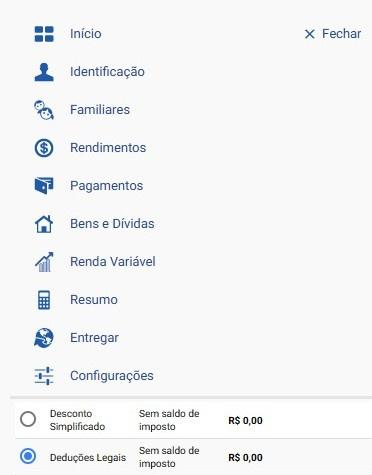 Início
✕ Fechar
Identificação
Familiares
Rendimentos
Pagamentos
Bens e Dívidas
Renda Variável
Resumo
Entregar
Configurações
Desconto Simplificado
Sem saldo de imposto
R$ 0,00
Deduções Legais
Sem saldo de imposto
R$ 0,00